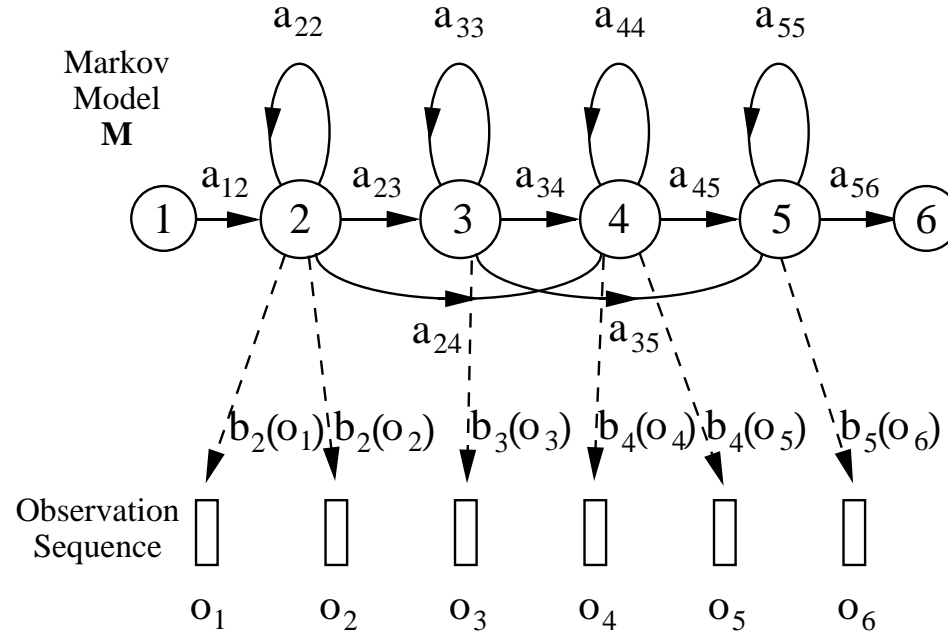 a22 a33 a44 a55
Markov
Model
M
a12 a23 a34 a45 a56
1 2 3 4 5 6
a24 a35
b2(o1) b2(o2) b3(o3) b4(o4) b4(o5) b5(o6)
Observation
Sequence
o1 o2 o3 o4 o5 o6